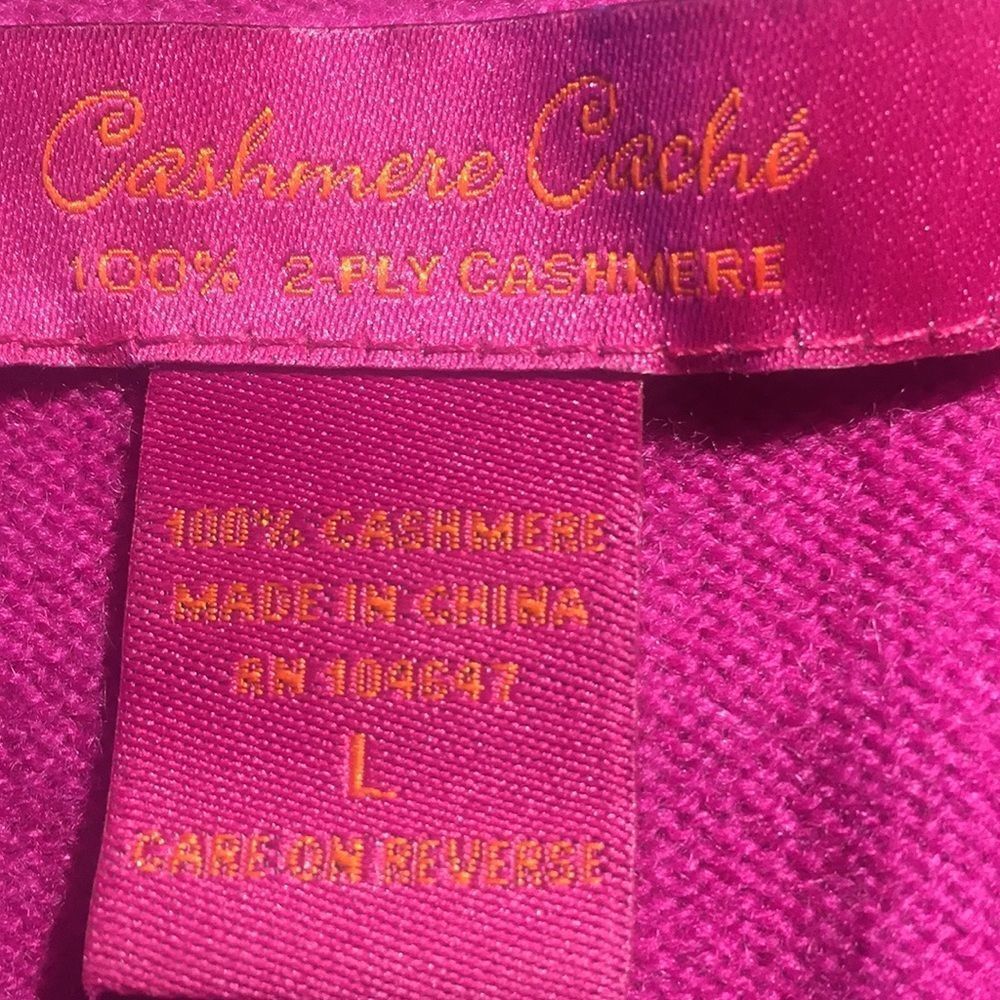 Cashmere Caché
100% 2-PLY CASHMERE
100% CASHMERE
MADE IN CHINA
RN 104647
L
CARE ON REVERSE